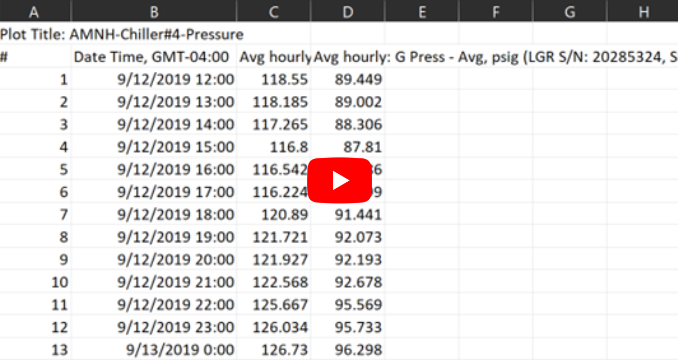 A B C D E F G H
Plot Title: AMNH-Chiller#4-Pressure
# Date Time, GMT-04:00 Avg hourly Avg hourly: G Press - Avg, psig (LGR S/N: 20285324, S
1 9/12/2019 12:00 118.55 89.449
2 9/12/2019 13:00 118.185 89.002
3 9/12/2019 14:00 117.265 88.306
4 9/12/2019 15:00 116.8 87.81
5 9/12/2019 16:00 116.542
6 9/12/2019 17:00 116.224
7 9/12/2019 18:00 120.89 91.441
8 9/12/2019 19:00 121.721 92.073
9 9/12/2019 20:00 121.927 92.193
10 9/12/2019 21:00 122.568 92.678
11 9/12/2019 22:00 125.667 95.569
12 9/12/2019 23:00 126.034 95.733
13 9/13/2019 0:00 126.73 96.298